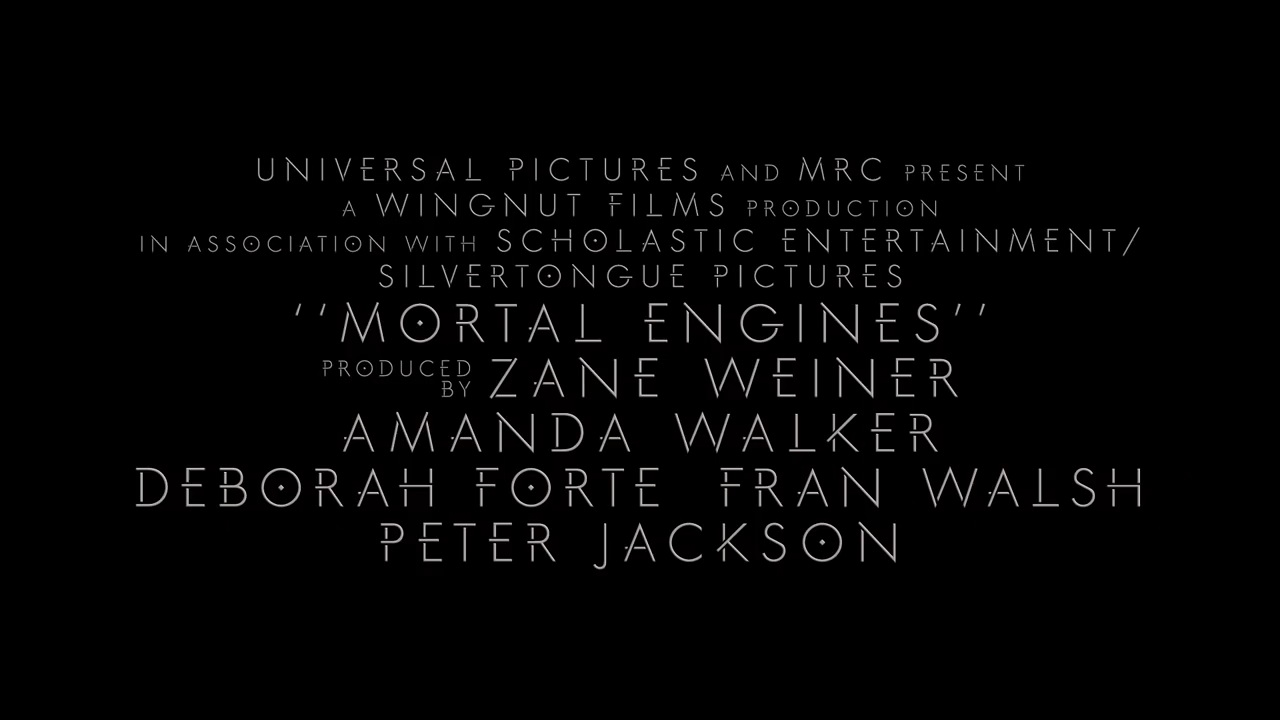 UNIVERSAL PICTURES AND MRC PRESENT
A WINGNUT FILMS PRODUCTION
IN ASSOCIATION WITH SCHOLASTIC ENTERTAINMENT/
SILVERTONGUE PICTURES
''MORTAL ENGINES''
PRODUCED BY ZANE WEINER
AMANDA WALKER
DEBORAH FORTE FRAN WALSH
PETER JACKSON